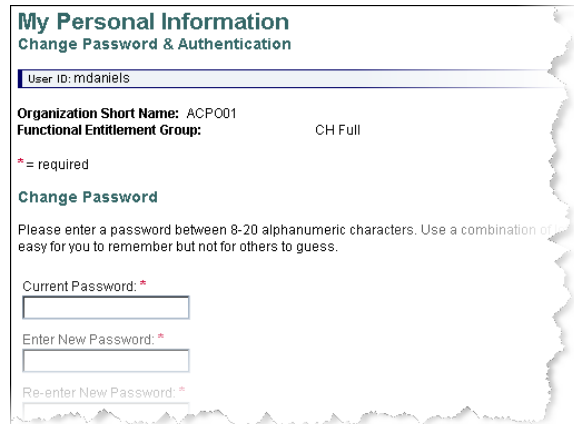 My Personal Information
Change Password & Authentication
User ID: mdaniels
Organization Short Name: ACPO01
Functional Entitlement Group: CH Full
* = required
Change Password
Please enter a password between 8-20 alphanumeric characters. Use a combination of
easy for you to remember but not for others to guess.
Current Password: *
Enter New Password: *
Re-enter New Password: *